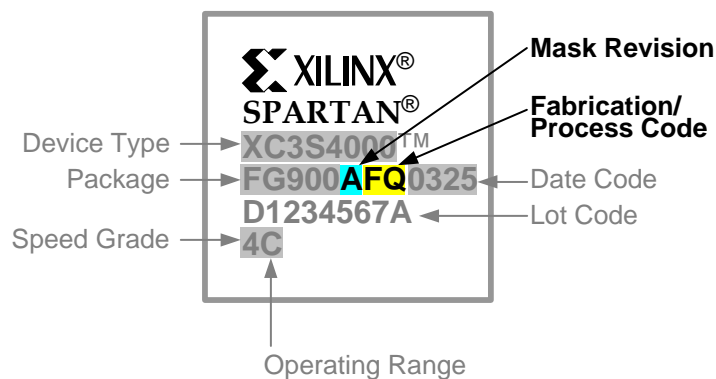 XILINX®
SPARTAN®
XC3S4000™
FG900AFQ0325
D1234567A
4C
Device Type
Package
Speed Grade
Operating Range
Mask Revision
Fabrication/
Process Code
Date Code
Lot Code